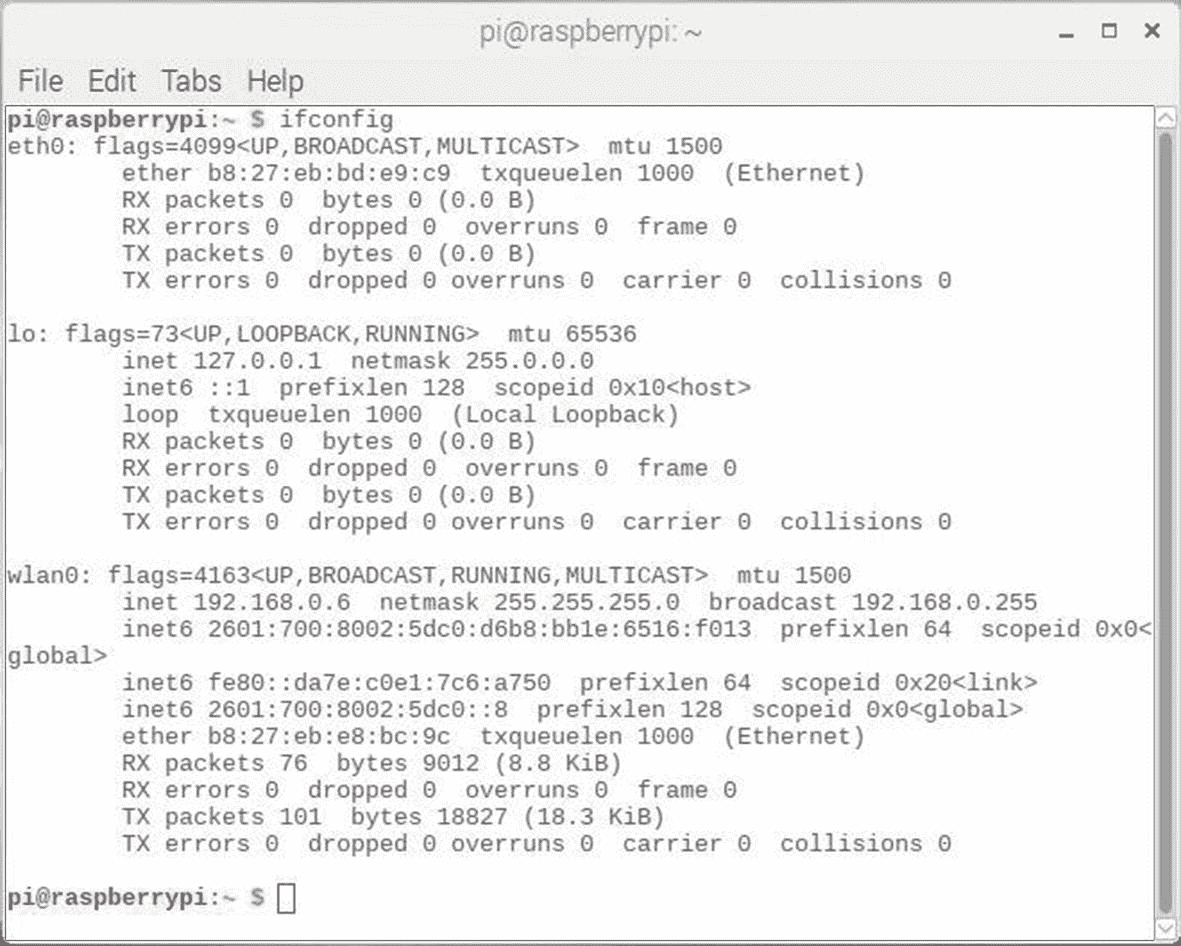 pi@raspberrypi: ~
File Edit Tabs Help
pi@raspberrypi:~ $ ifconfig
eth0: flags=4099<UP,BROADCAST,MULTICAST>  mtu 1500
        ether b8:27:eb:bd:e9:c9  txqueuelen 1000  (Ethernet)
        RX packets 0  bytes 0 (0.0 B)
        RX errors 0  dropped 0  overruns 0  frame 0
        TX packets 0  bytes 0 (0.0 B)
        TX errors 0  dropped 0 overruns 0  carrier 0  collisions 0

lo: flags=73<UP,LOOPBACK,RUNNING>  mtu 65536
        inet 127.0.0.1  netmask 255.0.0.0
        inet6 ::1  prefixlen 128  scopeid 0x10<host>
        loop  txqueuelen 1000  (Local Loopback)
        RX packets 0  bytes 0 (0.0 B)
        RX errors 0  dropped 0  overruns 0  frame 0
        TX packets 0  bytes 0 (0.0 B)
        TX errors 0  dropped 0 overruns 0  carrier 0  collisions 0

wlan0: flags=4163<UP,BROADCAST,RUNNING,MULTICAST>  mtu 1500
        inet 192.168.0.6  netmask 255.255.255.0  broadcast 192.168.0.255
        inet6 2601:700:8002:5dc0:d6b8:bb1e:6516:f013  prefixlen 64  scopeid 0x0<
global>
        inet6 fe80::da7e:c0e1:7c6:a750  prefixlen 64  scopeid 0x20<link>
        inet6 2601:700:8002:5dc0::8  prefixlen 128  scopeid 0x0<global>
        ether b8:27:eb:e8:bc:9c  txqueuelen 1000  (Ethernet)
        RX packets 76  bytes 9012 (8.8 KiB)
        RX errors 0  dropped 0  overruns 0  frame 0
        TX packets 101  bytes 18827 (18.3 KiB)
        TX errors 0  dropped 0 overruns 0  carrier 0  collisions 0

pi@raspberrypi:~ $